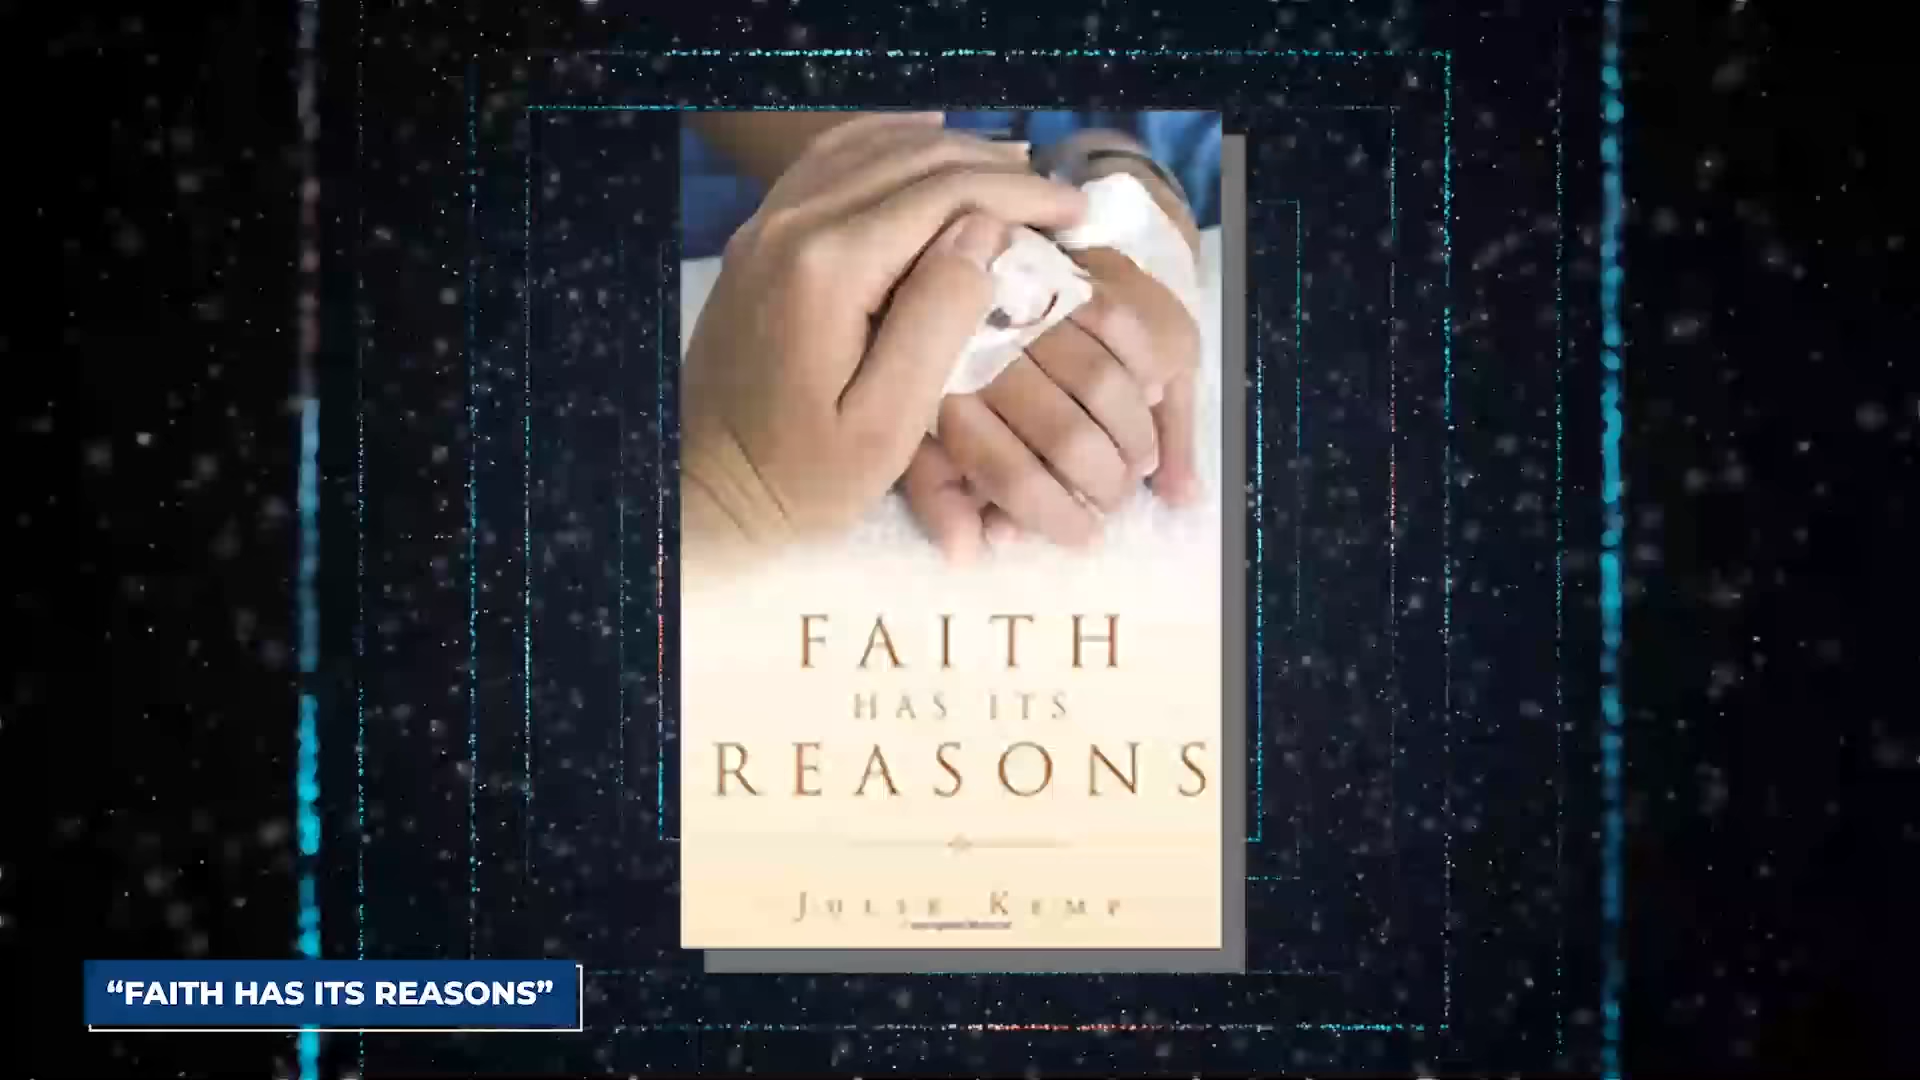 FAITH
HAS ITS
REASONS
JULIE KEMP
“FAITH HAS ITS REASONS”